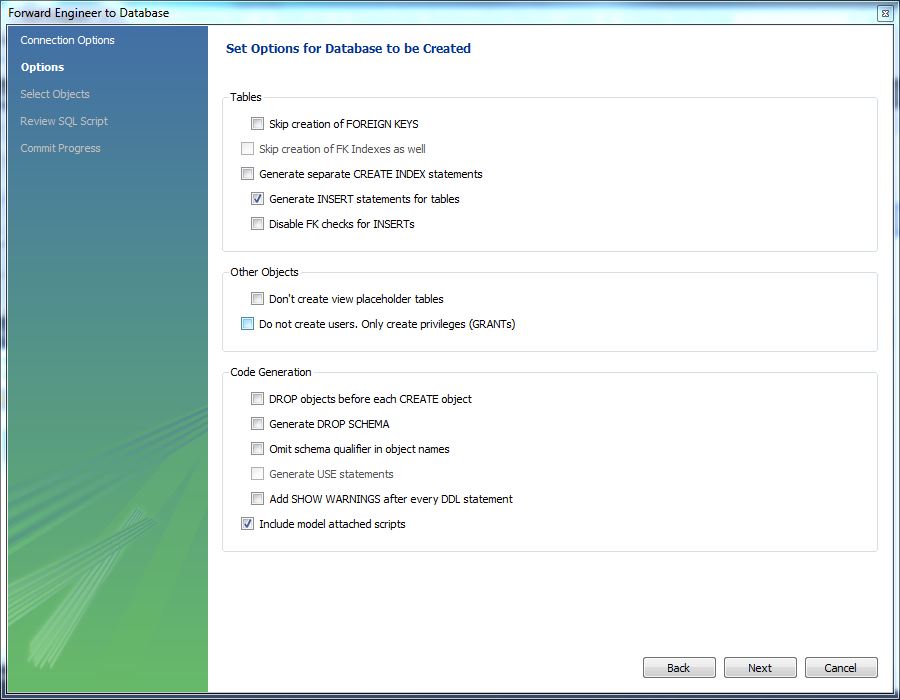 Forward Engineer to Database
Connection Options
Options
Select Objects
Review SQL Script
Commit Progress
Set Options for Database to be Created
Tables
Skip creation of FOREIGN KEYS
Skip creation of FK Indexes as well
Generate separate CREATE INDEX statements
Generate INSERT statements for tables
Disable FK checks for INSERTs
Other Objects
Don't create view placeholder tables
Do not create users. Only create privileges (GRANTs)
Code Generation
DROP objects before each CREATE object
Generate DROP SCHEMA
Omit schema qualifier in object names
Generate USE statements
Add SHOW WARNINGS after every DDL statement
Include model attached scripts
Back Next Cancel